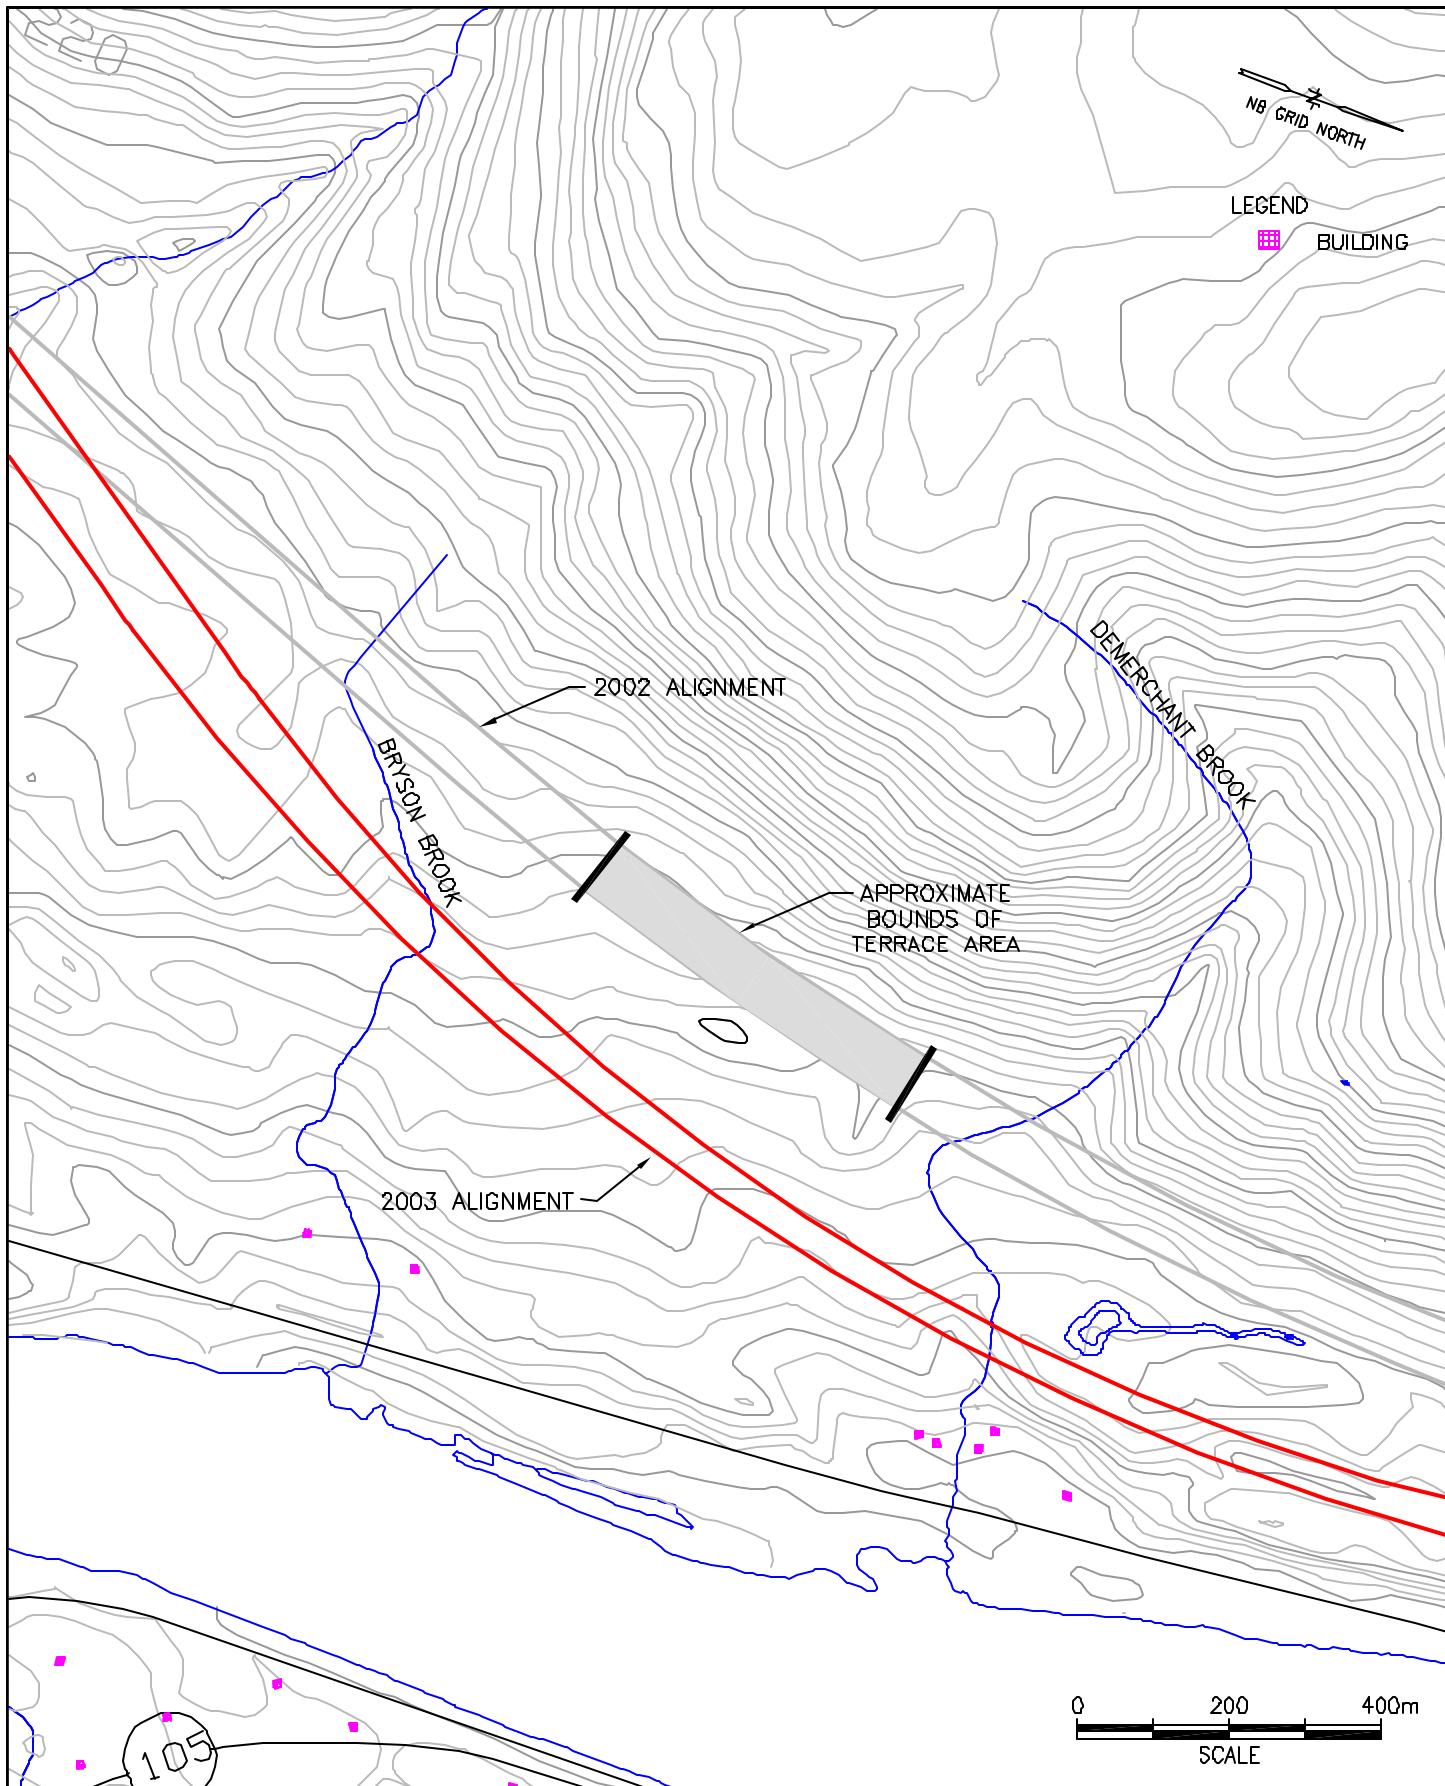 NB GRID NORTH
N
LEGEND
BUILDING
DEMERCHANT BROOK
2002 ALIGNMENT
BRYSON BROOK
APPROXIMATE
BOUNDS OF
TERRACE AREA
2003 ALIGNMENT
0 200 400m
SCALE
105